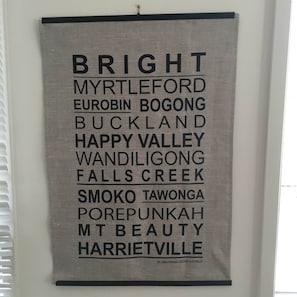 BRIGHT
MYRTLEFORD
EUROBIN BOGONG
BUCKLAND
HAPPY VALLEY
WANDILIGONG
FALLS CREEK
SMOKO TAWONGA
POREPUNKAH
MT BEAUTY
HARRIETVILLE